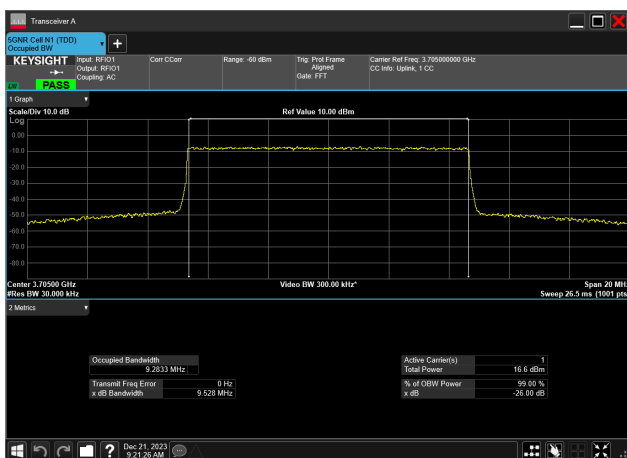 Transceiver A
5GNR Cell N1 (TDD)
Occupied BW
KEYSIGHT
PASS
Input: RFIO1
Output: RFIO1
Coupling: AC
Corr CCorr
Range: -60 dBm
Trig: Prot Frame
Aligned
Gate: FFT
Carrier Ref Freq: 3.705000000 GHz
CC Info: Uplink, 1 CC
1 Graph
Scale/Div 10.0 dB
Ref Value 10.00 dBm
Log
0.00
-10.0
-20.0
-30.0
-40.0
-50.0
-60.0
-70.0
-80.0
Center 3.70500 GHz
Video BW 300.00 kHz*
Span 20 MH
#Res BW 30.000 kHz
Sweep 26.5 ms (1001 pts
2 Metrics
Occupied Bandwidth
9.2833 MHz
Active Carrier(s) 1
Total Power 16.6 dBm
Transmit Freq Error 0 Hz
x dB Bandwidth 9.528 MHz
% of OBW Power 99.00 %
x dB -26.00 dB
?
Dec 21, 2023
9:21:26 AM